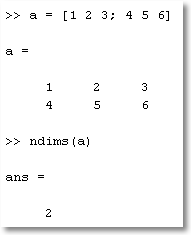 >> a = [1 2 3; 4 5 6]
a =
1 2 3
4 5 6
>> ndims(a)
ans =
2